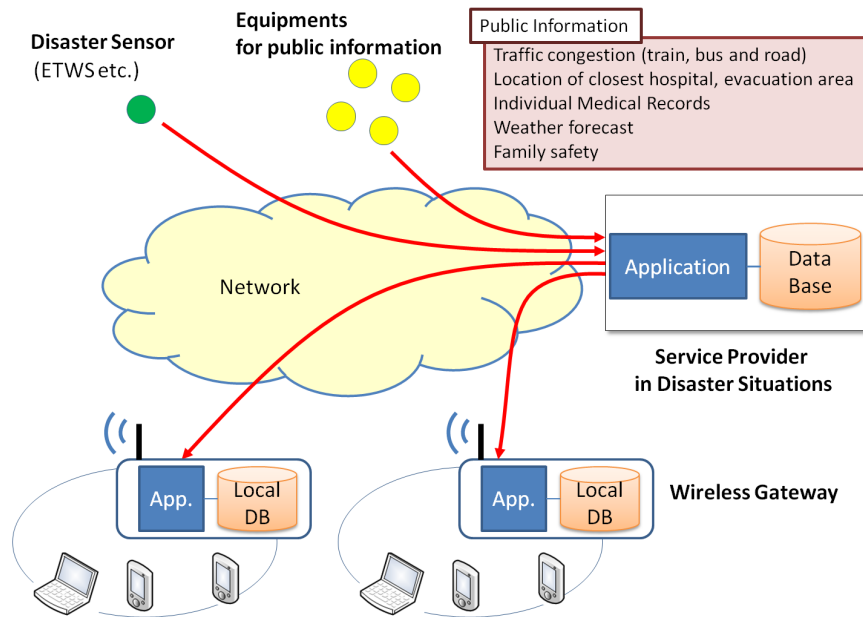 Disaster Sensor
(ETWS etc.)
Equipments
for public information
Public Information
Traffic congestion (train, bus and road)
Location of closest hospital, evacuation area
Individual Medical Records
Weather forecast
Family safety
Network
Application
Data
Base
Service Provider
in Disaster Situations
App.
Local
DB
App.
Local
DB
Wireless Gateway